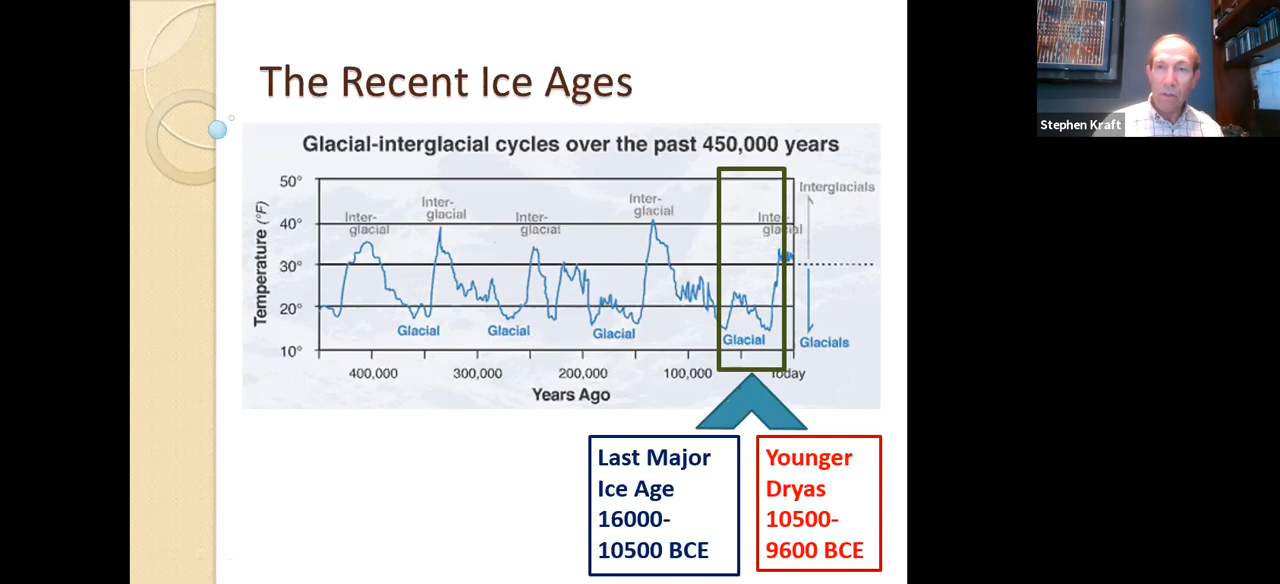 The Recent Ice Ages
Stephen Kraft
Glacial-interglacial cycles over the past 450,000 years
50°
40°
30°
20°
10°
Temperature (°F)
Inter-
glacial
Inter-
glacial
Inter-
glacial
Inter-
glacial
Inter-
glacial
Interglacials
Glacial
Glacial
Glacial
Glacial
Glacials
400,000
300,000
200,000
100,000
Today
Years Ago
Last Major
Ice Age
16000-
10500 BCE
Younger
Dryas
10500-
9600 BCE